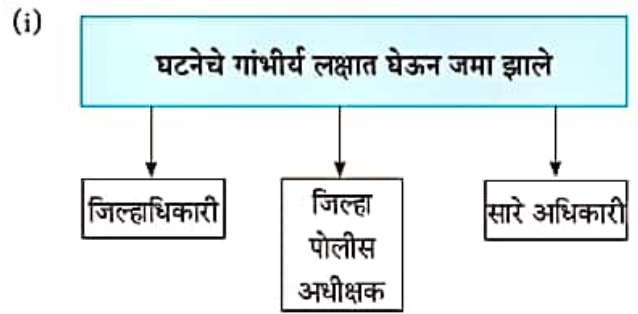 (i)
घटनेचे गांभीर्य लक्षात घेऊन जमा झाले
जिल्हाधिकारी
जिल्हा
पोलीस
अधीक्षक
सारे अधिकारी